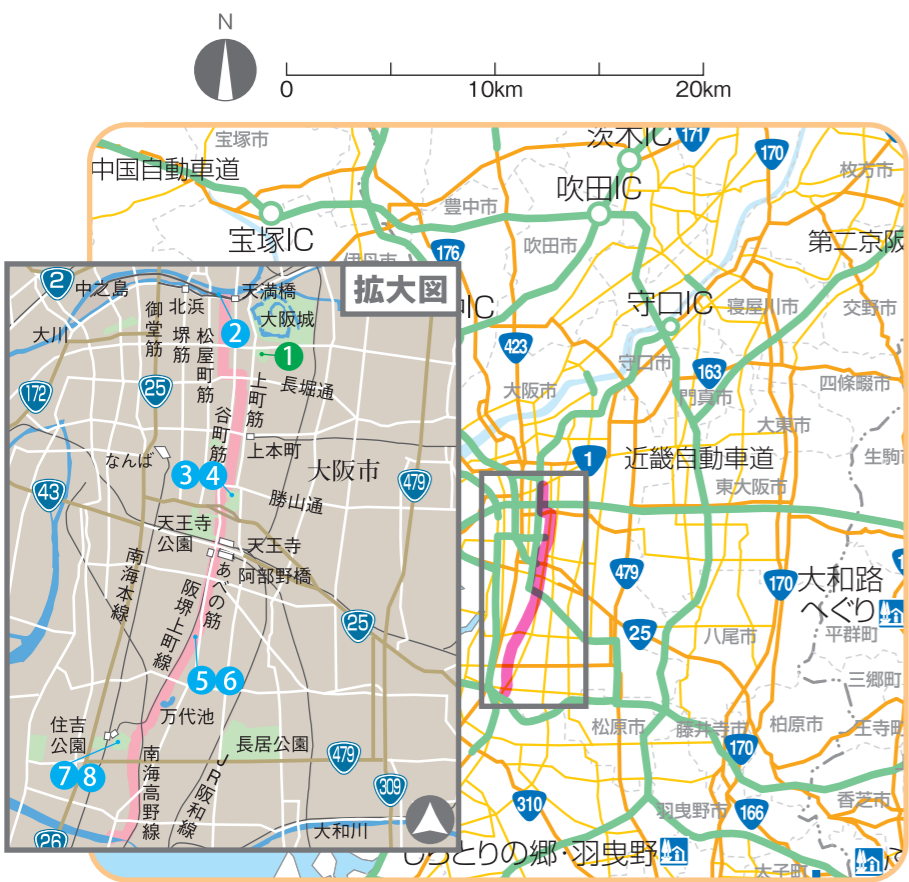 N
0
10km
20km
宝塚市
茨木IC
171
170
中国自動車道
枚方市
吹田IC
豊中市
宝塚IC
吹田市
第二京阪
176
伊丹市
IC
守口IC
寝屋川市
交野市
423
守口市
163
門真市
四條畷市
大阪市
大東市
1
近畿自動車道
生駒市
東大阪市
479
170
大和路
へぐり
25
八尾市
平群町
三郷町
松原市
藤井寺市
柏原市
王寺町
170
香芝市
310
羽曳野市
166
しらとりの郷・羽曳野
太子町
拡大図
2
中之島
北浜
天満橋
大阪城
大川
御堂筋
堺筋
松屋町筋
2
1
172
25
上町筋
長堀通
谷町筋
上本町
なんば
大阪市
3 4
43
479
勝山通
天王寺
公園
天王寺
阿部野橋
南海本線
あべの筋
阪堺上町線
25
5 6
万代池
住吉
公園
長居公園
7 8
南海高野線
JR阪和線
479
309
26
大和川